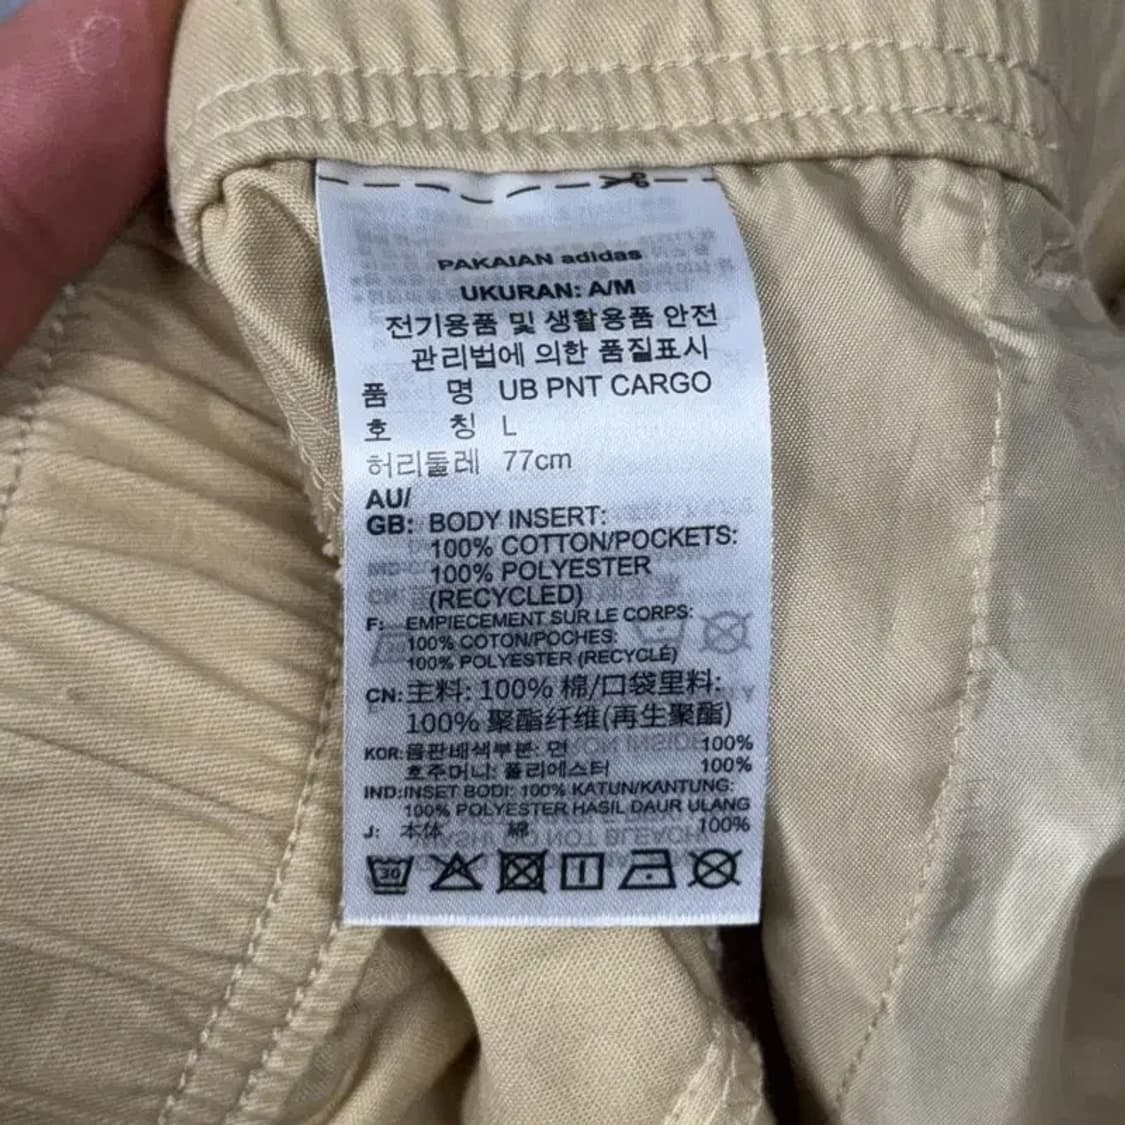 PAKAIAN adidas
UKURAN: A/M
전기용품 및 생활용품 안전
관리법에 의한 품질표시
품 명 UB PNT CARGO
호 칭 L
허리둘레 77cm
AU/
GB: BODY INSERT:
100% COTTON/POCKETS:
100% POLYESTER
(RECYCLED)
F: EMPIECEMENT SUR LE CORPS:
100% COTON/POCHES:
100% POLYESTER (RECYCLÉ)
CN: 主料: 100% 棉/口袋里料:
100% 聚酯纤维(再生聚酯)
KOR: 몸판배색부분: 면 100%
호주머니: 폴리에스터 100%
IND: INSET BODI: 100% KATUN/KANTUNG:
100% POLYESTER HASIL DAUR ULANG
J: 本体 綿 100%
30